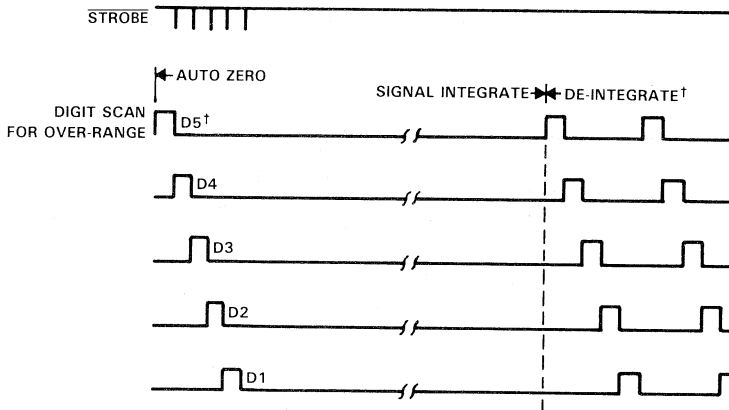 STROBE
AUTO ZERO
SIGNAL INTEGRATE DE-INTEGRATE†
DIGIT SCAN
FOR OVER-RANGE
D5†
D4
D3
D2
D1